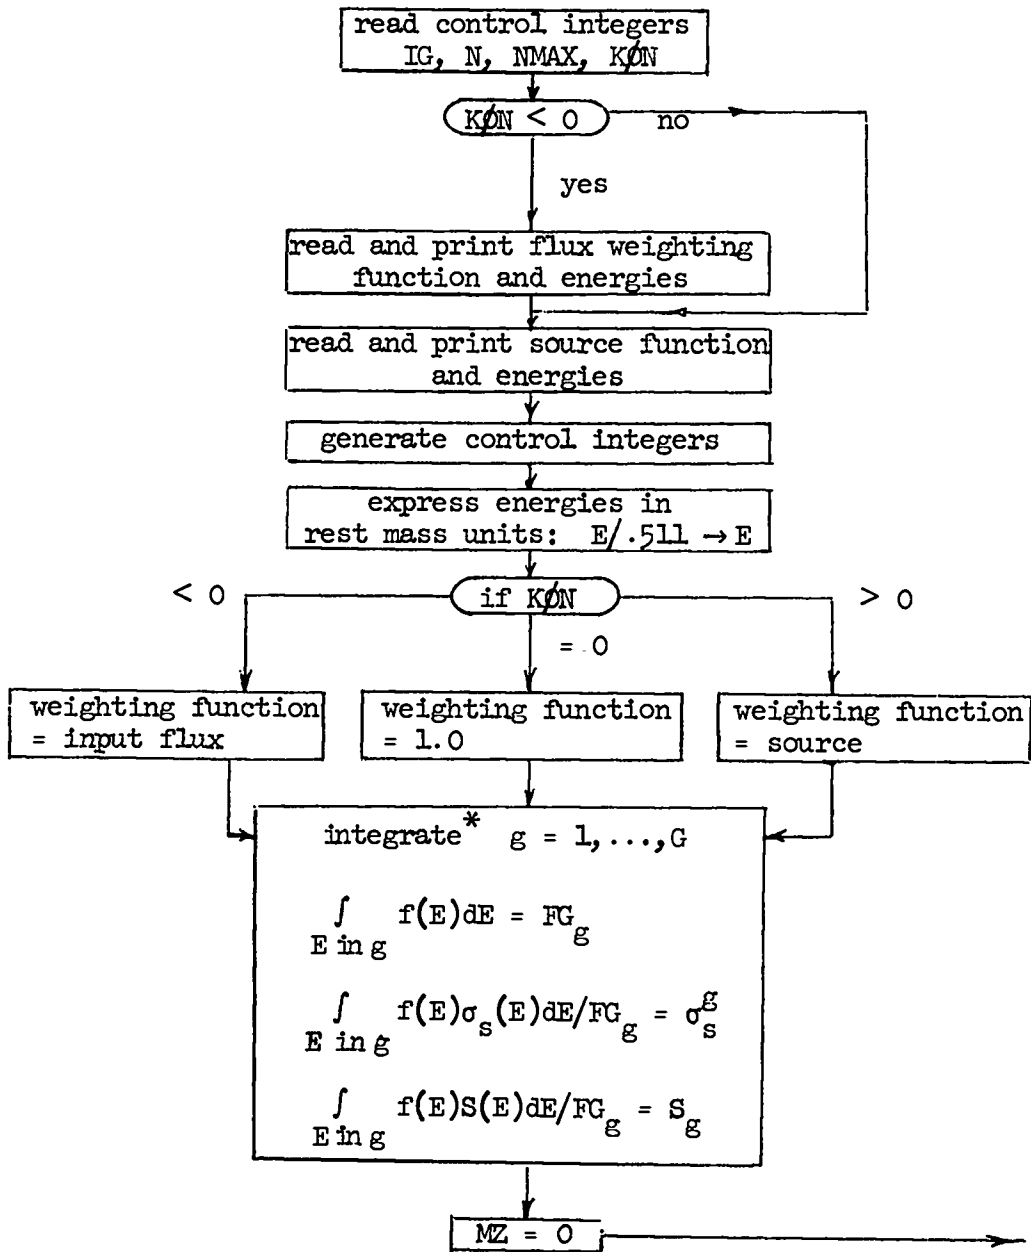 read control integers
IG, N, NMAX, KØN
KØN < 0
no
yes
read and print flux weighting
function and energies
read and print source function
and energies
generate control integers
express energies in
rest mass units: E/.511 → E
< 0
if KØN
> 0
= 0
weighting function
= input flux
weighting function
= 1.0
weighting function
= source
integrate* g = 1,...,G
∫ f(E)dE = FG_g
E in g
∫ f(E)σ_s(E)dE/FG_g = σ_s^g
E in g
∫ f(E)S(E)dE/FG_g = S_g
E in g
MZ = 0